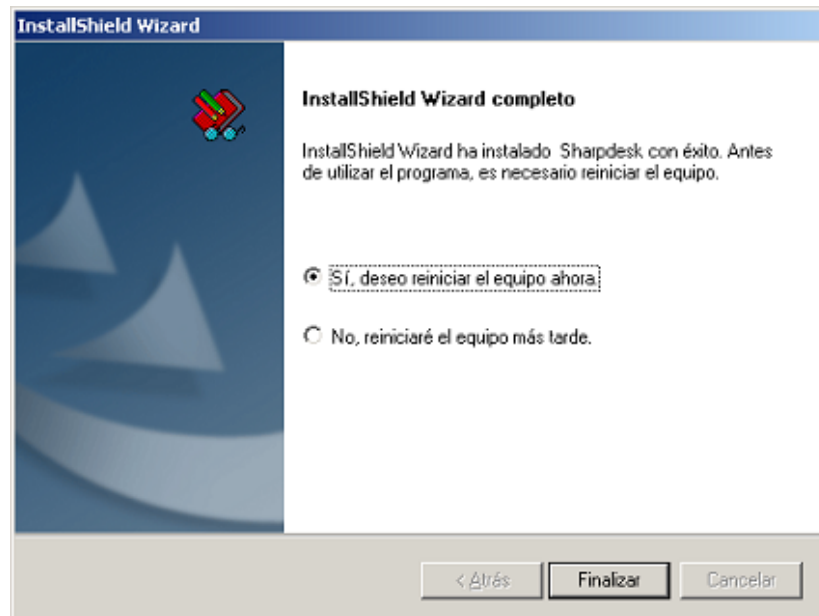 InstallShield Wizard
InstallShield Wizard completo
InstallShield Wizard ha instalado Sharpdesk con éxito. Antes
de utilizar el programa, es necesario reiniciar el equipo.
Sí, deseo reiniciar el equipo ahora.
No, reiniciaré el equipo más tarde.
< Atrás
Finalizar
Cancelar